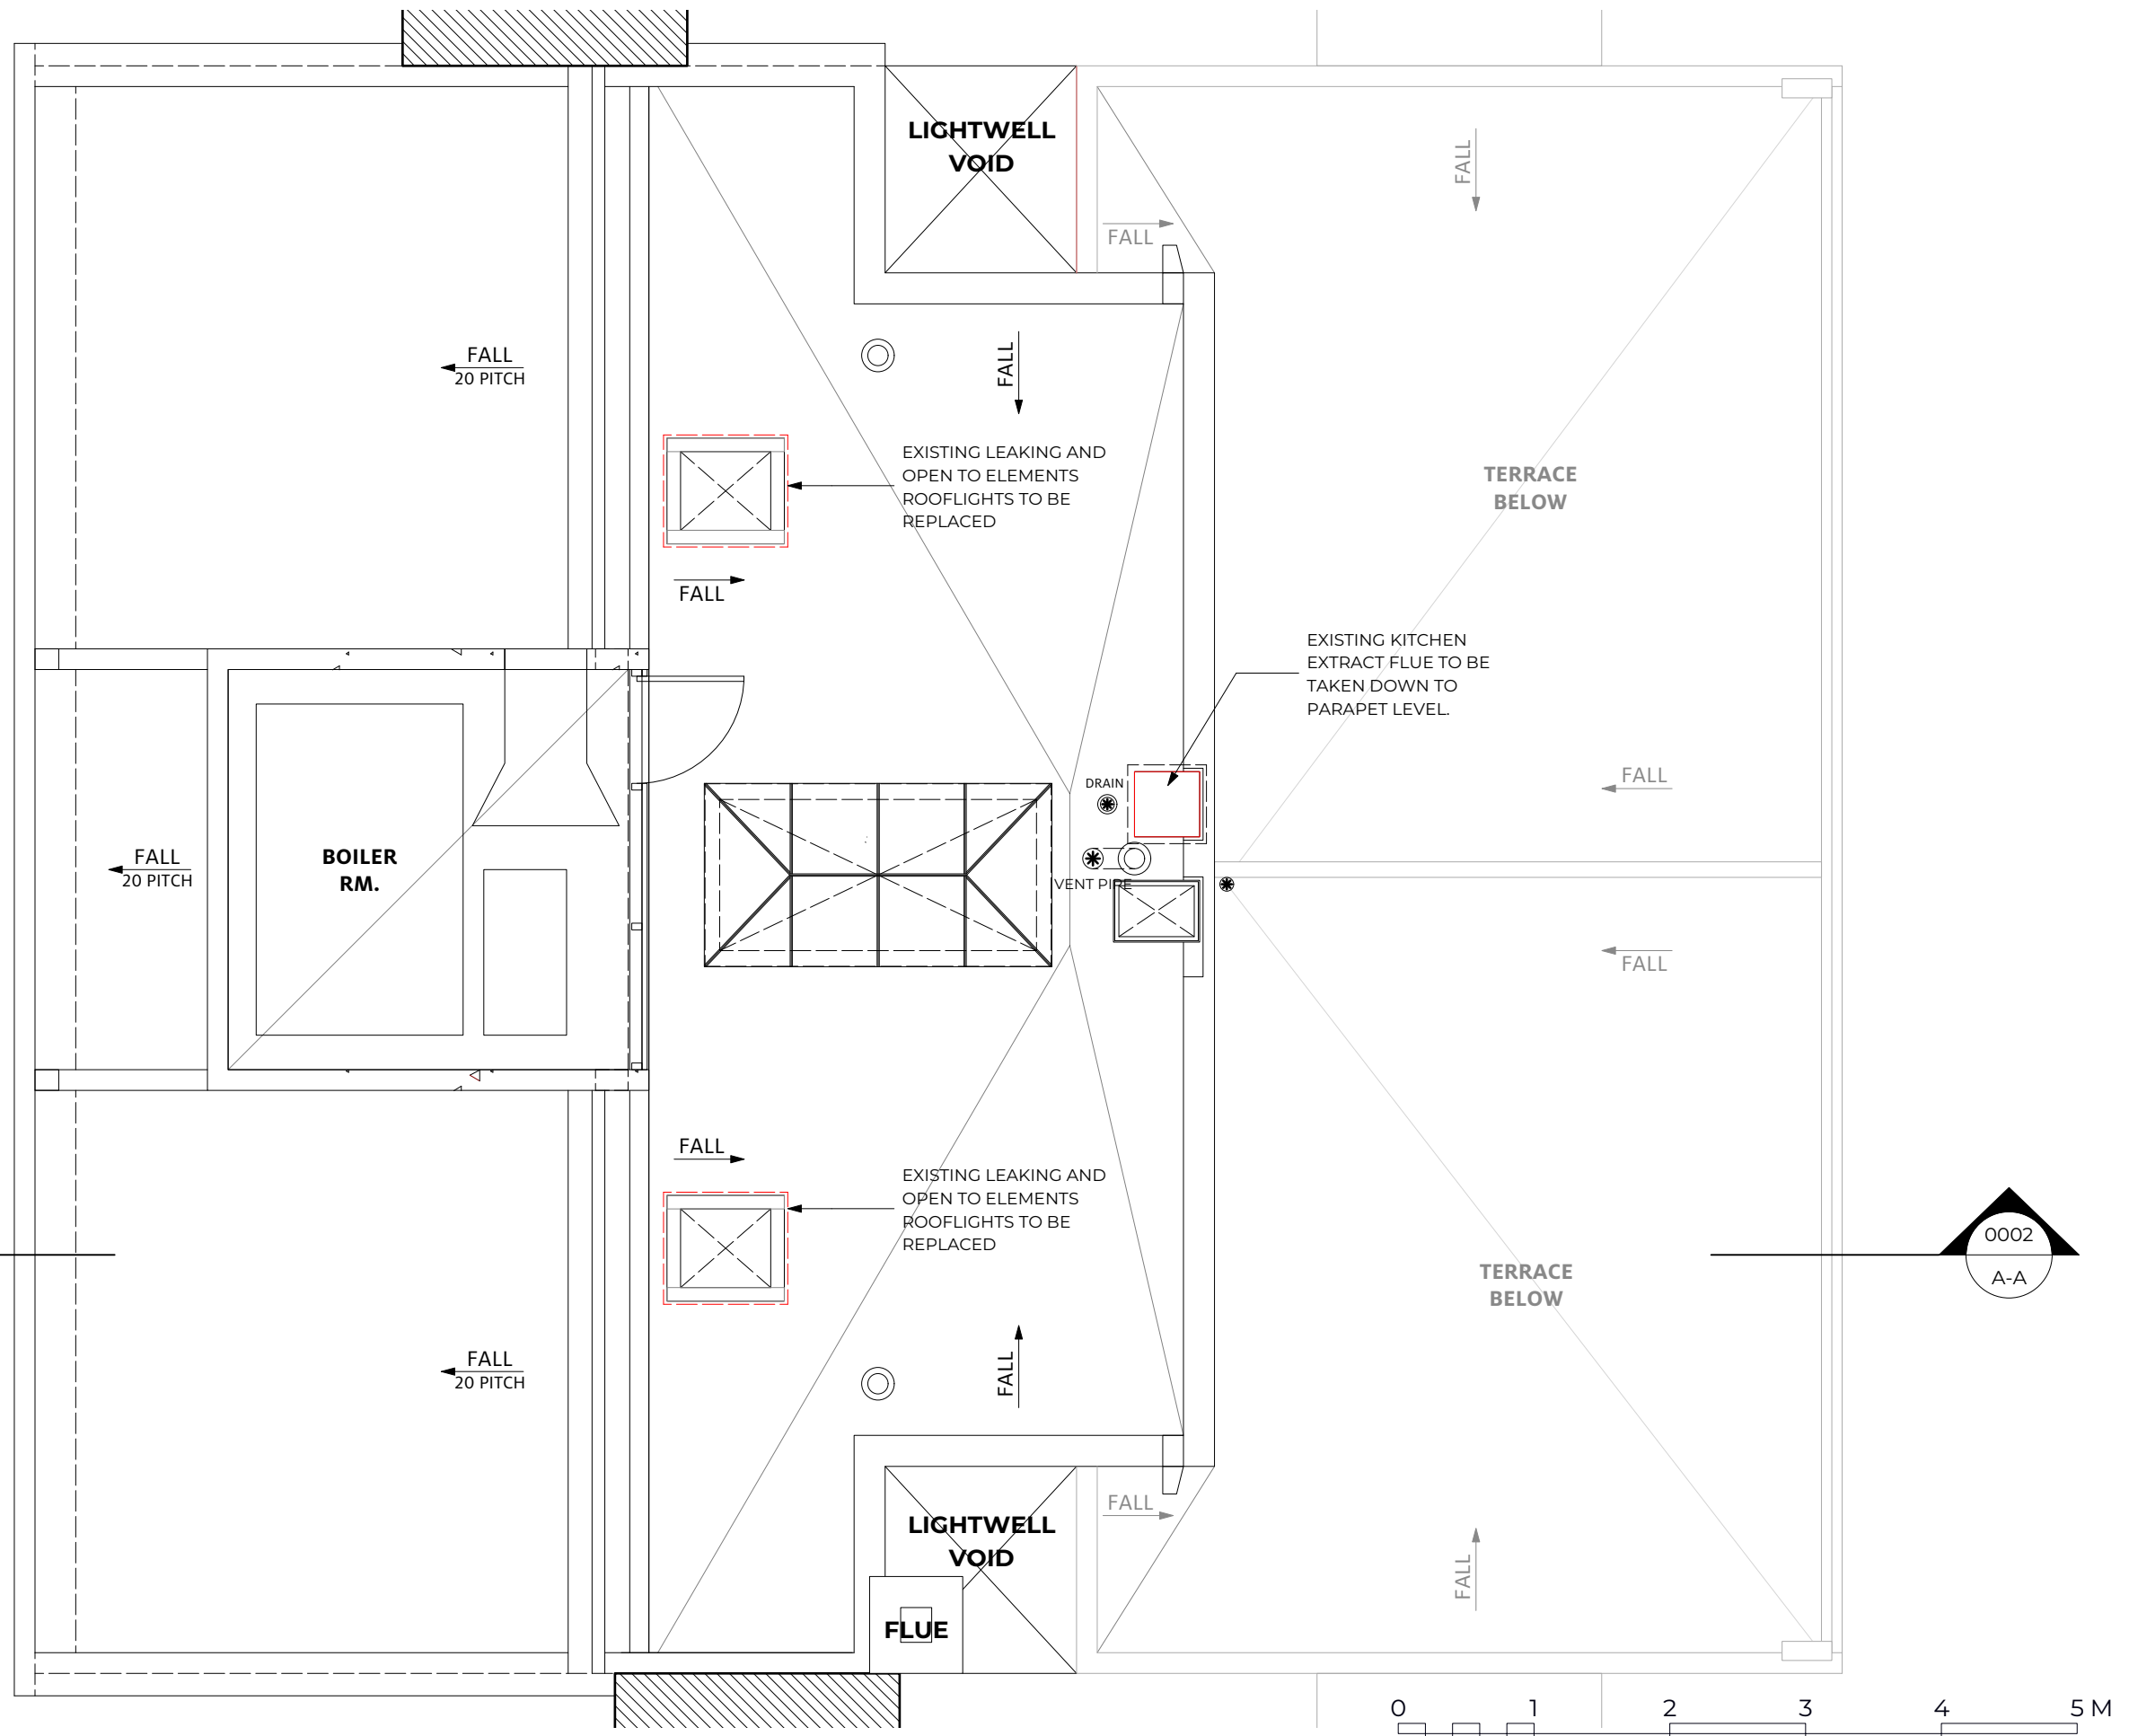 LIGHTWELL
VOID
FALL
FALL
FALL
20 PITCH
FALL
EXISTING LEAKING AND
OPEN TO ELEMENTS
ROOFLIGHTS TO BE
REPLACED
TERRACE
BELOW
FALL
EXISTING KITCHEN
EXTRACT FLUE TO BE
TAKEN DOWN TO
PARAPET LEVEL.
DRAIN
FALL
FALL
20 PITCH
BOILER
RM.
VENT PIPE
FALL
FALL
EXISTING LEAKING AND
OPEN TO ELEMENTS
ROOFLIGHTS TO BE
REPLACED
0002
A-A
TERRACE
BELOW
FALL
20 PITCH
FALL
FALL
LIGHTWELL
VOID
FALL
FLUE
0 1 2 3 4 5 M